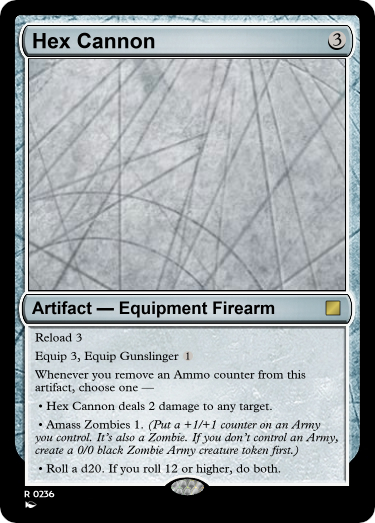 Hex Cannon 3
Artifact — Equipment Firearm
Reload 3
Equip 3, Equip Gunslinger 1
Whenever you remove an Ammo counter from this
artifact, choose one —
• Hex Cannon deals 2 damage to any target.
• Amass Zombies 1. (Put a +1/+1 counter on an Army
you control. It's also a Zombie. If you don't control an Army,
create a 0/0 black Zombie Army creature token first.)
• Roll a d20. If you roll 12 or higher, do both.
R 0236